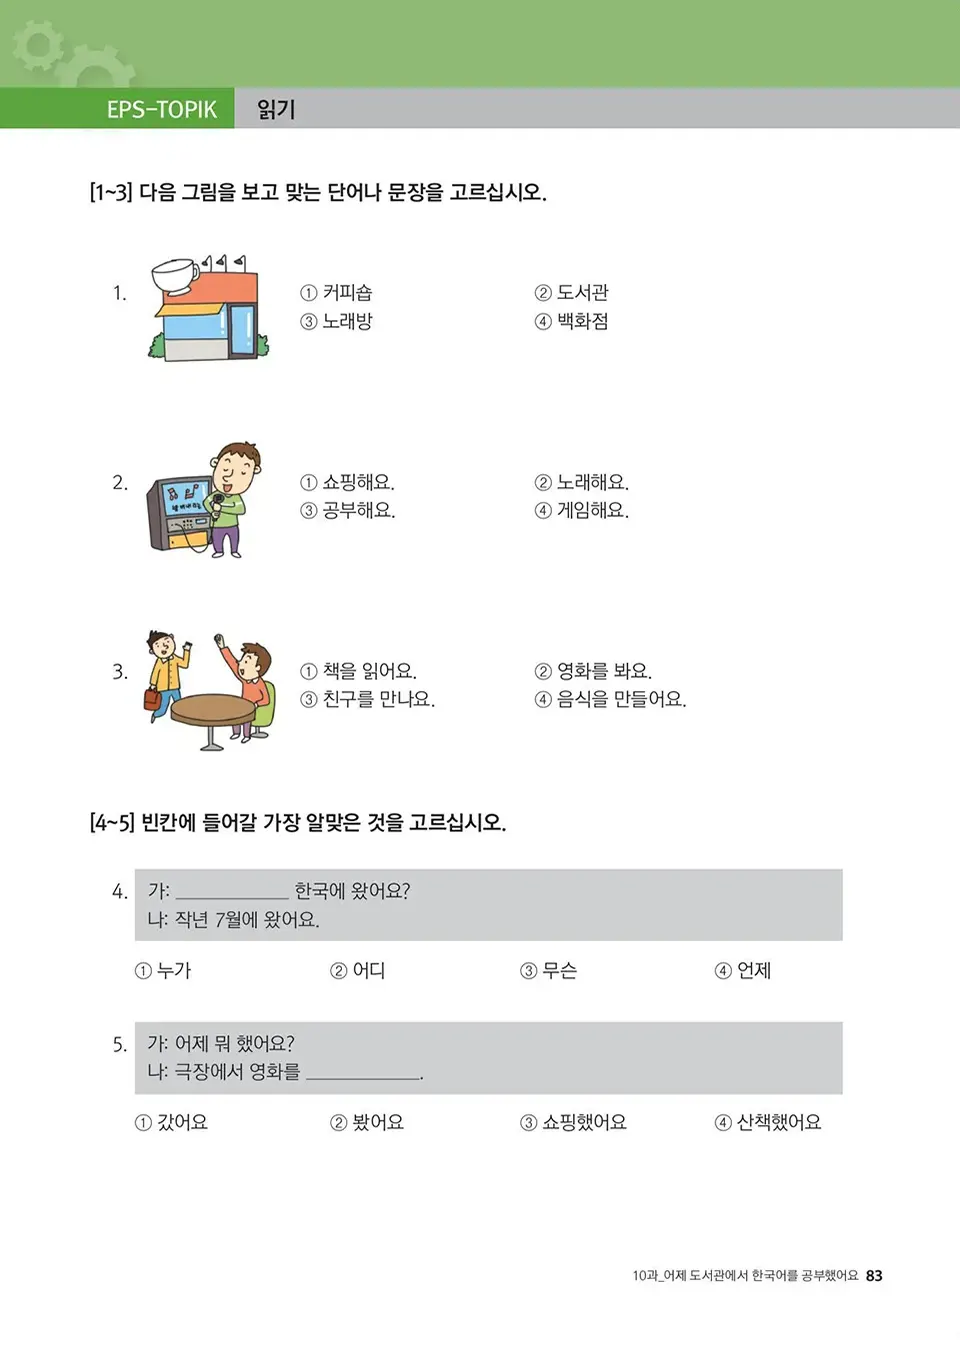 EPS-TOPIK 읽기
[1~3] 다음 그림을 보고 맞는 단어나 문장을 고르십시오.
1. ① 커피숍 ② 도서관
③ 노래방 ④ 백화점
2. ① 쇼핑해요. ② 노래해요.
③ 공부해요. ④ 게임해요.
3. ① 책을 읽어요. ② 영화를 봐요.
③ 친구를 만나요. ④ 음식을 만들어요.
[4~5] 빈칸에 들어갈 가장 알맞은 것을 고르십시오.
4. 가: ____________ 한국에 왔어요?
나: 작년 7월에 왔어요.
① 누가 ② 어디 ③ 무슨 ④ 언제
5. 가: 어제 뭐 했어요?
나: 극장에서 영화를 ____________.
① 갔어요 ② 봤어요 ③ 쇼핑했어요 ④ 산책했어요
10과_어제 도서관에서 한국어를 공부했어요 83